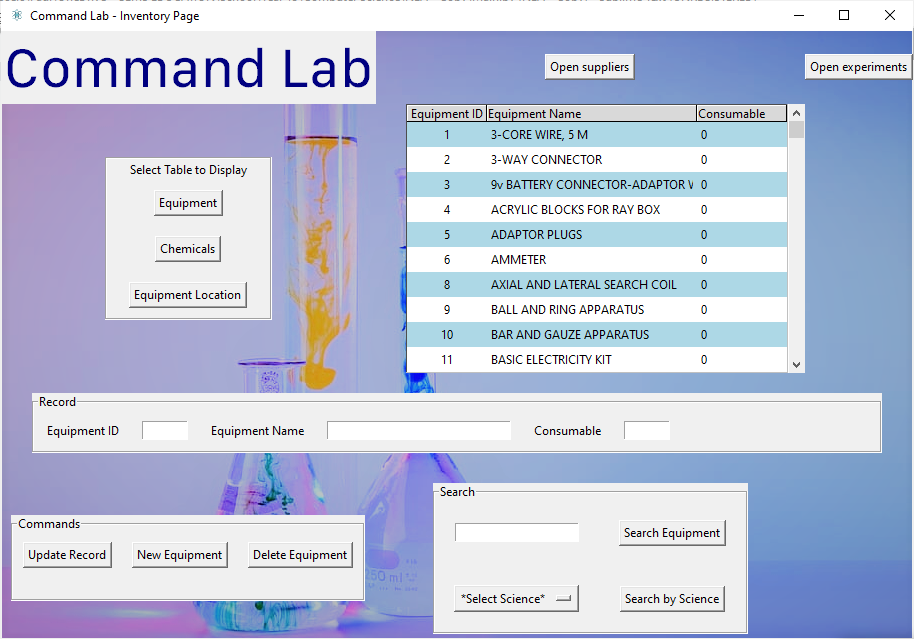 Command Lab - Inventory Page
Command Lab
Open suppliers
Open experiments
Equipment ID Equipment Name Consumable
1 3-CORE WIRE, 5 M 0
2 3-WAY CONNECTOR 0
3 9v BATTERY CONNECTOR-ADAPTOR 0
4 ACRYLIC BLOCKS FOR RAY BOX 0
5 ADAPTOR PLUGS 0
6 AMMETER 0
8 AXIAL AND LATERAL SEARCH COIL 0
9 BALL AND RING APPARATUS 0
10 BAR AND GAUZE APPARATUS 0
11 BASIC ELECTRICITY KIT 0
Select Table to Display
Equipment
Chemicals
Equipment Location
Record
Equipment ID Equipment Name Consumable
Commands
Update Record New Equipment Delete Equipment
Search
Search Equipment
*Select Science* Search by Science
250 ml